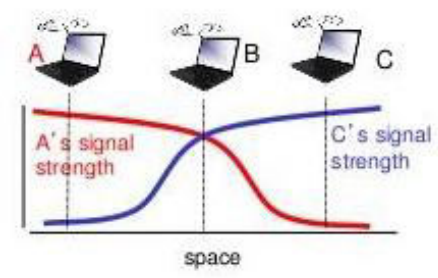 A
B
C
A's signal
strength
C's signal
strength
space